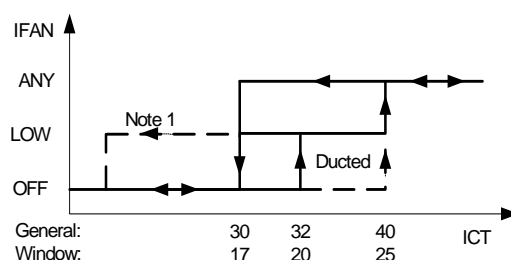 IFAN
ANY
Note 1
LOW
Ducted
OFF
General: 30 32 40 ICT
Window: 17 20 25